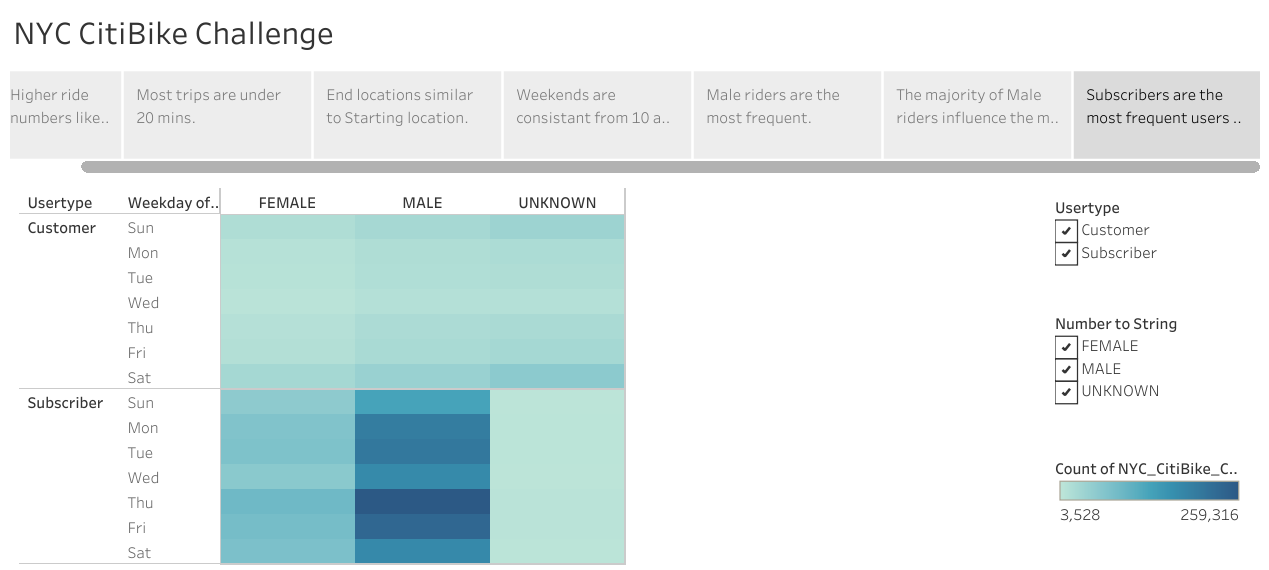 NYC CitiBike Challenge
Higher ride
numbers like..
Most trips are under
20 mins.
End locations similar
to Starting location.
Weekends are
consistant from 10 a..
Male riders are the
most frequent.
The majority of Male
riders influence the m..
Subscribers are the
most frequent users ..
Usertype Weekday of.. FEMALE MALE UNKNOWN
Customer Sun
Mon
Tue
Wed
Thu
Fri
Sat
Subscriber Sun
Mon
Tue
Wed
Thu
Fri
Sat
Usertype
Customer
Subscriber
Number to String
FEMALE
MALE
UNKNOWN
Count of NYC_CitiBike_C..
3,528 259,316